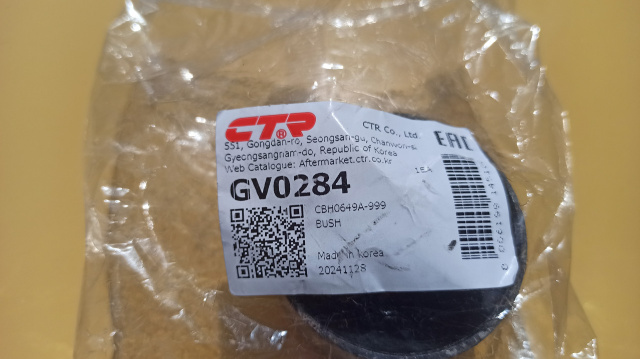 CTR®
CTR Co., Ltd.
EAC
551, Gongdan-ro, Seongsan-gu, Changwon-si
Gyeongsangnam-do, Republic of Korea
Web Catalogue: Aftermarket.ctr.co.kr
1EA
GV0284
CBH0649A-999
BUSH
Made in Korea
20241128